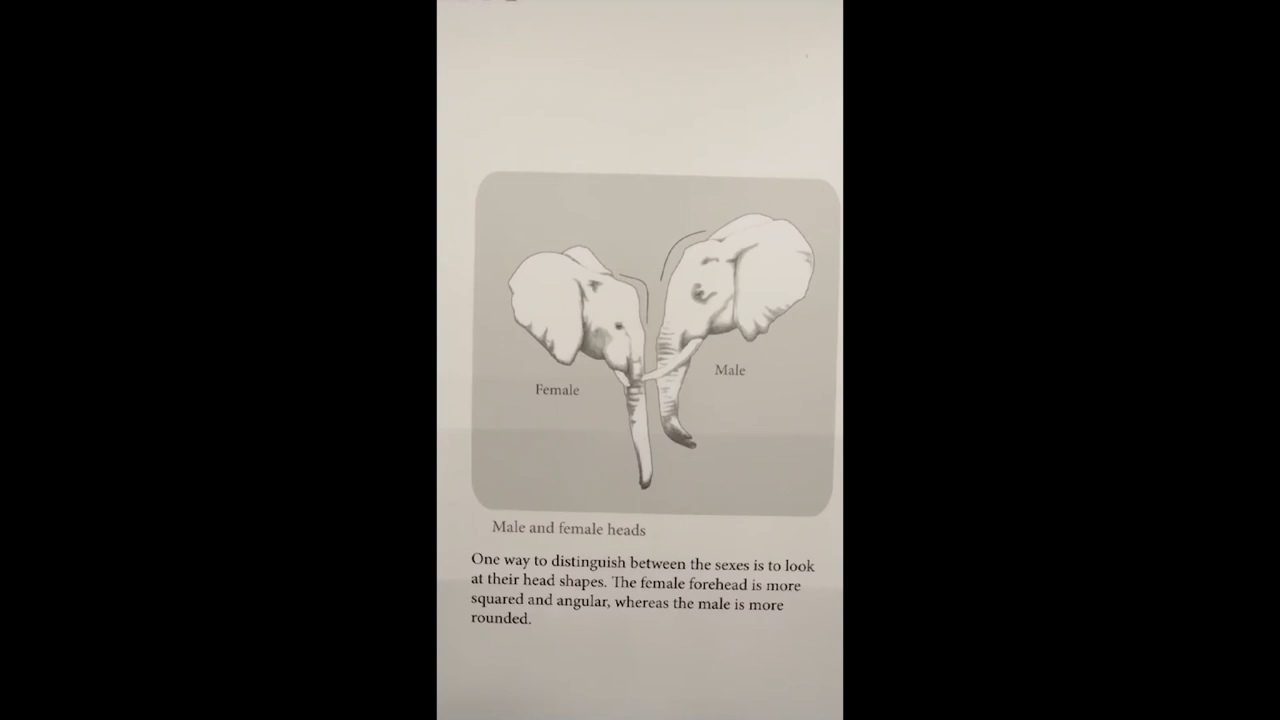 Female
Male
Male and female heads
One way to distinguish between the sexes is to look
at their head shapes. The female forehead is more
squared and angular, whereas the male is more
rounded.